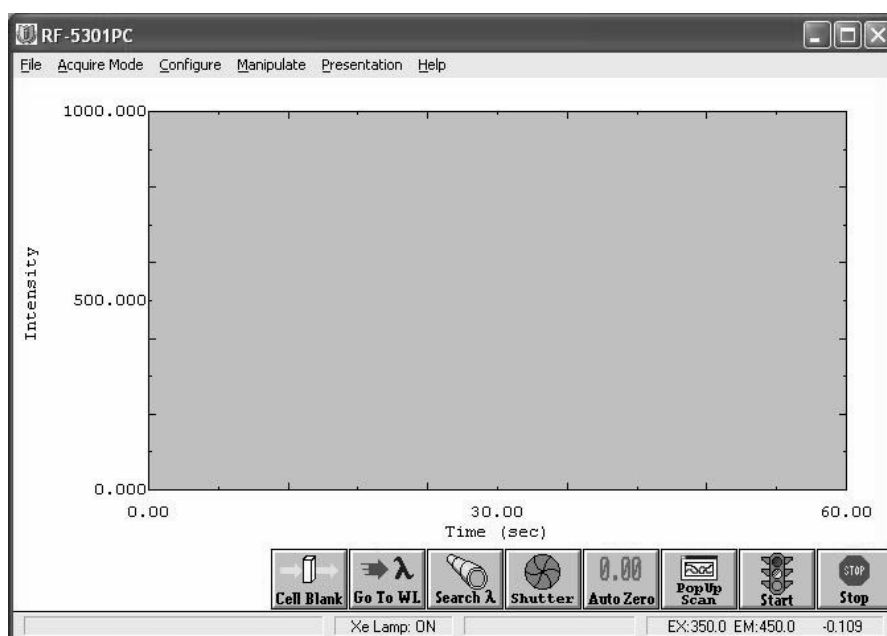 RF-5301PC
File Acquire Mode Configure Manipulate Presentation Help
1000.000
Intensity
500.000
0.000
0.00 30.00 60.00
Time (sec)
0.00 STOP
Cell Blank Go To WL Search λ Shutter Auto Zero PopUp Scan Start Stop
Xe Lamp: ON EX:350.0 EM:450.0 -0.109